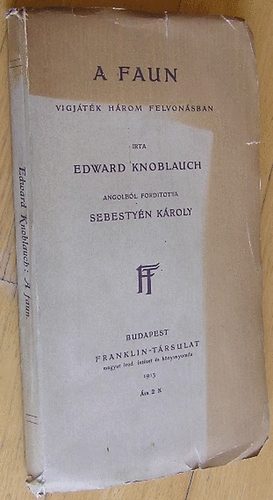 A FAUN
VIGJÁTÉK HÁROM FELVONÁSBAN
IRTA
EDWARD KNOBLAUCH
ANGOLBÓL FORDITOTTA
SEBESTYÉN KÁROLY
FT
BUDAPEST
FRANKLIN-TÁRSULAT
magyar irod. intézet és könyvnyomda
1913
Ára 2 K
Edward Knoblauch: A faun.